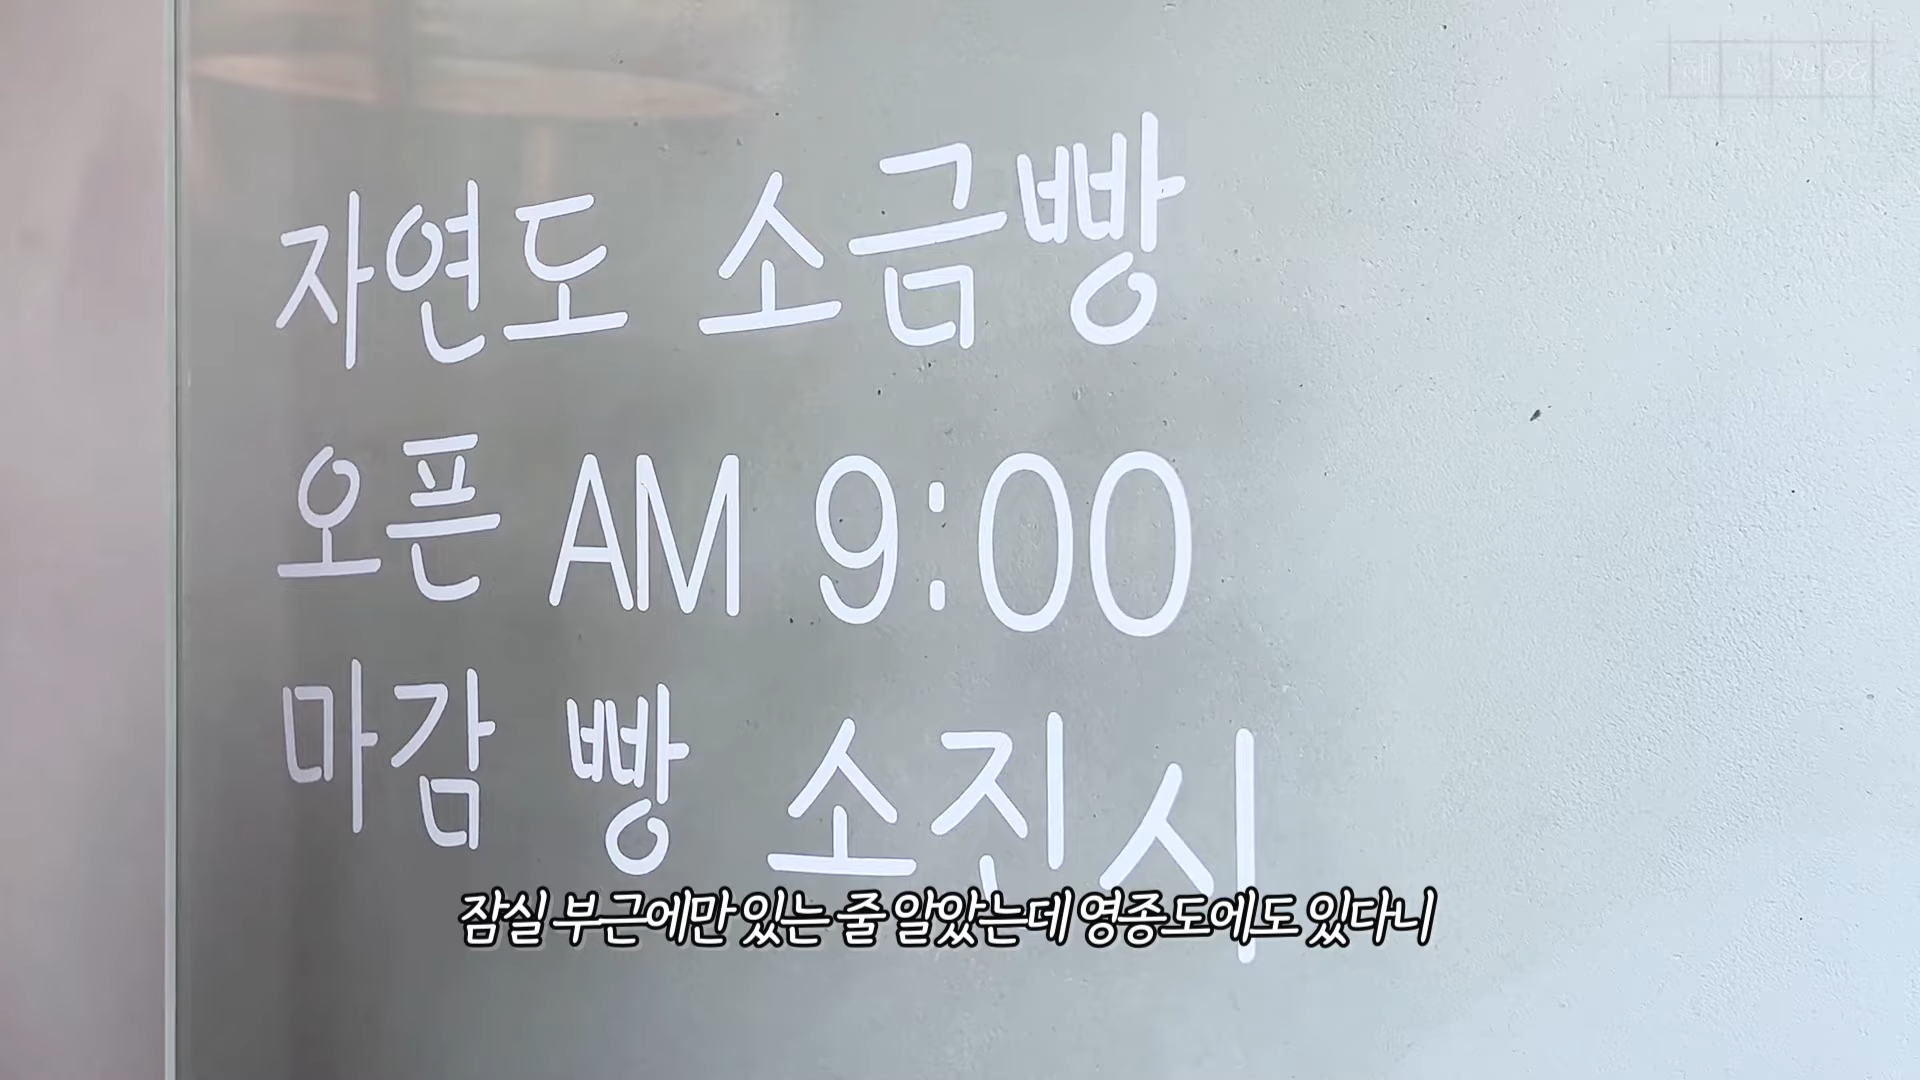 자연도 소금빵
오픈 AM 9:00
마감 빵 소진시
잠실 부근에만 있는 줄 알았는데 영종도에도 있다니